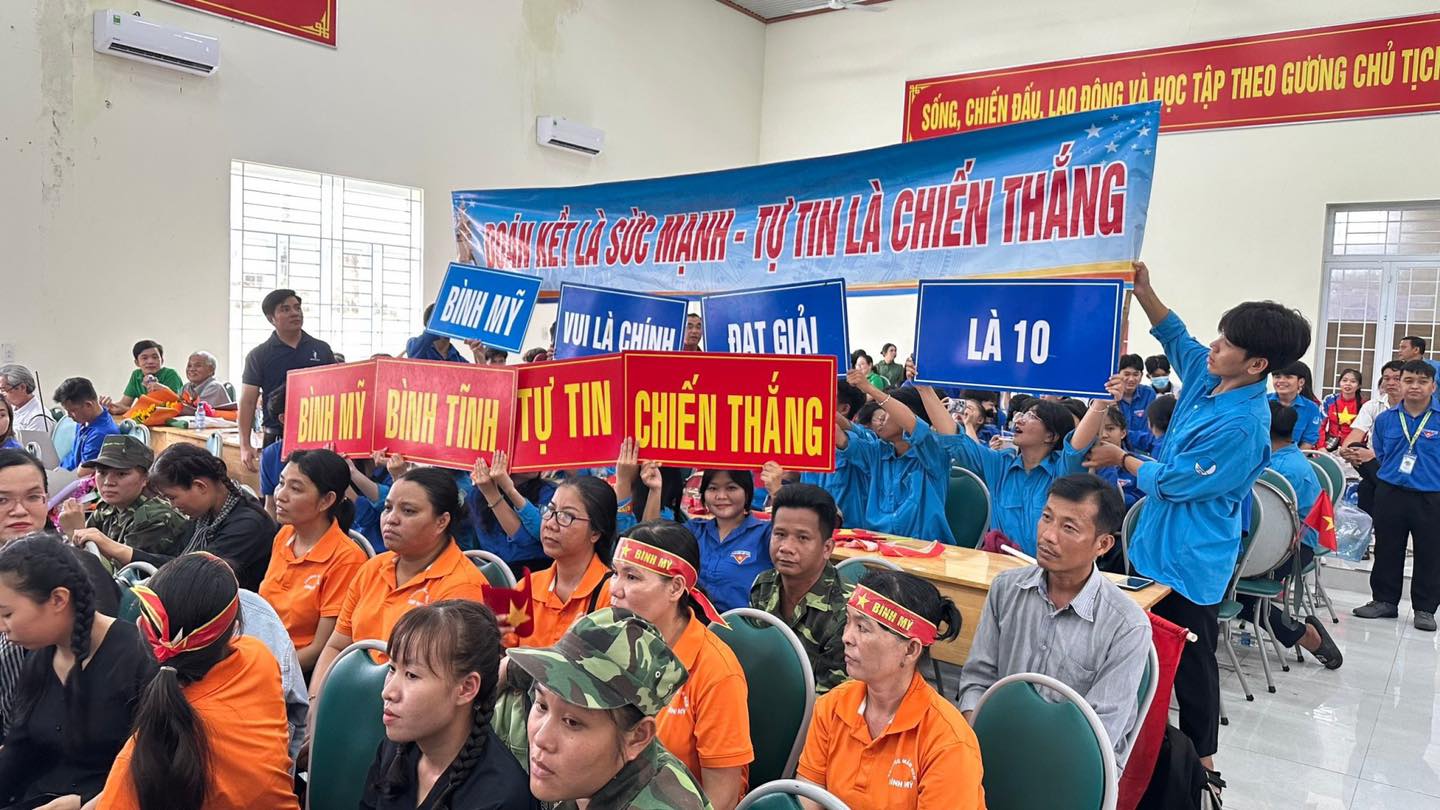 SỐNG, CHIẾN ĐẤU, LAO ĐỘNG VÀ HỌC TẬP THEO GƯƠNG CHỦ TỊCH
ĐOÀN KẾT LÀ SỨC MẠNH - TỰ TIN LÀ CHIẾN THẮNG
BÌNH MỸ
VUI LÀ CHÍNH
ĐẠT GIẢI
LÀ 10
BÌNH MỸ
BÌNH TĨNH
TỰ TIN
CHIẾN THẮNG
BÌNH MỸ
BÌNH MỸ
BÌNH MỸ